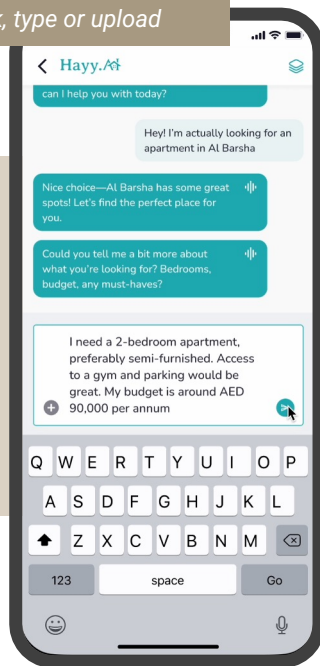 , type or upload
Hayy.AI
can I help you with today?
Hey! I'm actually looking for an
apartment in Al Barsha
Nice choice—Al Barsha has some great
spots! Let's find the perfect place for
you.
Could you tell me a bit more about
what you're looking for? Bedrooms,
budget, any must-haves?
I need a 2-bedroom apartment,
preferably semi-furnished. Access
to a gym and parking would be
great. My budget is around AED
90,000 per annum
Q W E R T Y U I O P
A S D F G H J K L
Z X C V B N M
123 space Go